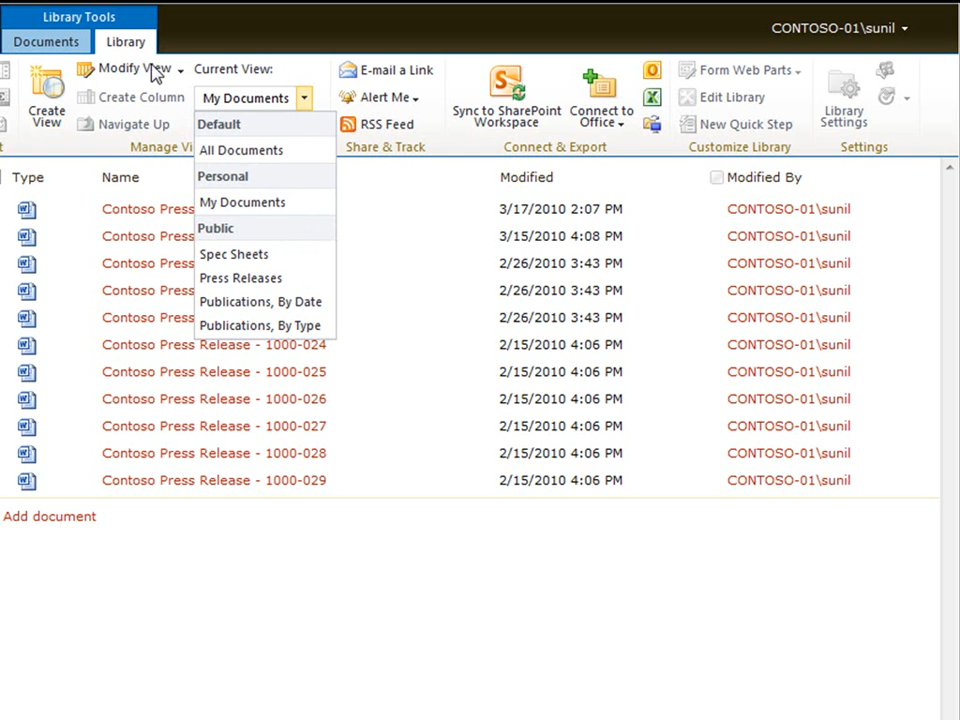 Library Tools
CONTOSO-01\sunil
Documents
Library
Create View
Modify View
Create Column
Navigate Up
Current View:
My Documents
E-mail a Link
Alert Me
RSS Feed
Sync to SharePoint Workspace
Connect to Office
Form Web Parts
Edit Library
New Quick Step
Library Settings
Manage Vi
Share & Track
Connect & Export
Customize Library
Settings
Default
All Documents
Personal
My Documents
Public
Spec Sheets
Press Releases
Publications, By Date
Publications, By Type
Type Name Modified Modified By
Contoso Pres 3/17/2010 2:07 PM CONTOSO-01\sunil
Contoso Pres 3/15/2010 4:08 PM CONTOSO-01\sunil
Contoso Pres 2/26/2010 3:43 PM CONTOSO-01\sunil
Contoso Pres 2/26/2010 3:43 PM CONTOSO-01\sunil
Contoso Pres 2/26/2010 3:43 PM CONTOSO-01\sunil
Contoso Press Release - 1000-024 2/15/2010 4:06 PM CONTOSO-01\sunil
Contoso Press Release - 1000-025 2/15/2010 4:06 PM CONTOSO-01\sunil
Contoso Press Release - 1000-026 2/15/2010 4:06 PM CONTOSO-01\sunil
Contoso Press Release - 1000-027 2/15/2010 4:06 PM CONTOSO-01\sunil
Contoso Press Release - 1000-028 2/15/2010 4:06 PM CONTOSO-01\sunil
Contoso Press Release - 1000-029 2/15/2010 4:06 PM CONTOSO-01\sunil
Add document